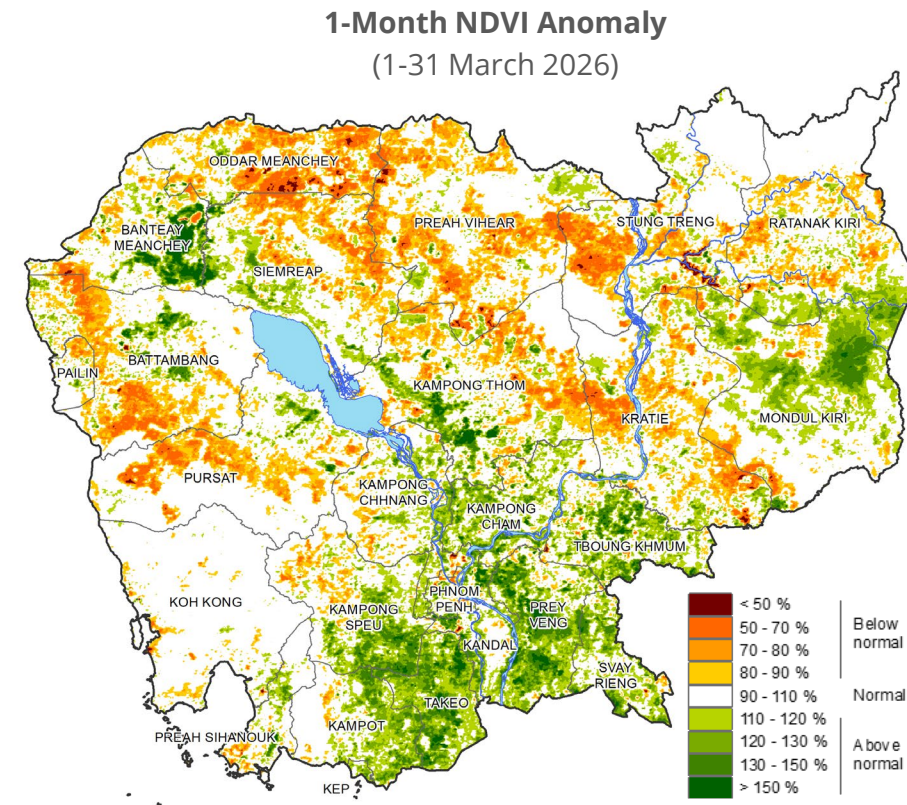 1-Month NDVI Anomaly
(1-31 March 2026)
ODDAR MEANCHEY
BANTEAY
MEANCHEY
PREAH VIHEAR
STUNG TRENG
RATANAK KIRI
SIEMREAP
PAILIN
BATTAMBANG
KAMPONG THOM
KRATIE
MONDUL KIRI
PURSAT
KAMPONG
CHHNANG
KAMPONG
CHAM
TBOUNG KHMUM
KOH KONG
KAMPONG
SPEU
PHNOM
PENH
PREY
VENG
KANDAL
SVAY
RIENG
TAKEO
KAMPOT
PREAH SIHANOUK
KEP
< 50 %
50 - 70 %
70 - 80 %
80 - 90 %
90 - 110 %
110 - 120 %
120 - 130 %
130 - 150 %
> 150 %
Below
normal
Normal
Above
normal